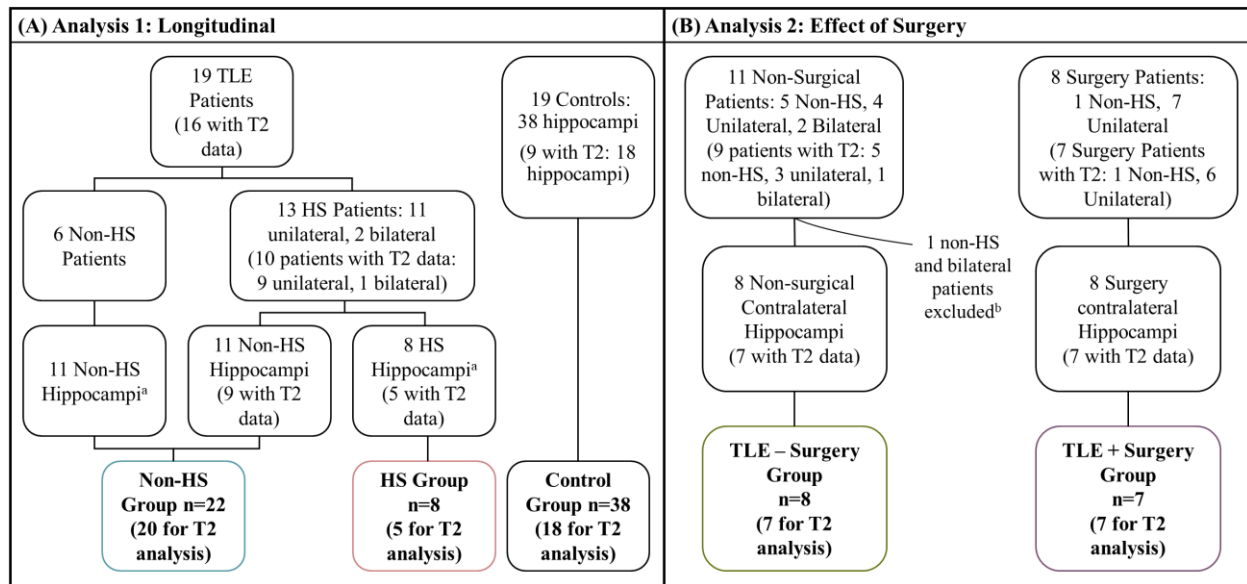 (A) Analysis 1: Longitudinal
19 TLE
Patients
(16 with T2
data)
19 Controls:
38 hippocampi
(9 with T2: 18
hippocampi)
6 Non-HS
Patients
13 HS Patients: 11
unilateral, 2 bilateral
(10 patients with T2 data:
9 unilateral, 1 bilateral)
11 Non-HS
Hippocampiᵃ
11 Non-HS
Hippocampi
(9 with T2
data)
8 HS
Hippocampiᵃ
(5 with T2
data)
Non-HS
Group n=22
(20 for T2
analysis)
HS Group
n=8
(5 for T2
analysis)
Control
Group n=38
(18 for T2
analysis)
(B) Analysis 2: Effect of Surgery
11 Non-Surgical
Patients: 5 Non-HS, 4
Unilateral, 2 Bilateral
(9 patients with T2: 5
non-HS, 3 unilateral, 1
bilateral)
8 Surgery Patients:
1 Non-HS, 7
Unilateral
(7 Surgery Patients
with T2: 1 Non-HS, 6
Unilateral)
1 non-HS
and bilateral
patients
excludedᵇ
8 Non-surgical
Contralateral
Hippocampi
(7 with T2 data)
8 Surgery
contralateral
Hippocampi
(7 with T2 data)
TLE – Surgery
Group
n=8
(7 for T2
analysis)
TLE + Surgery
Group
n=7
(7 for T2
analysis)